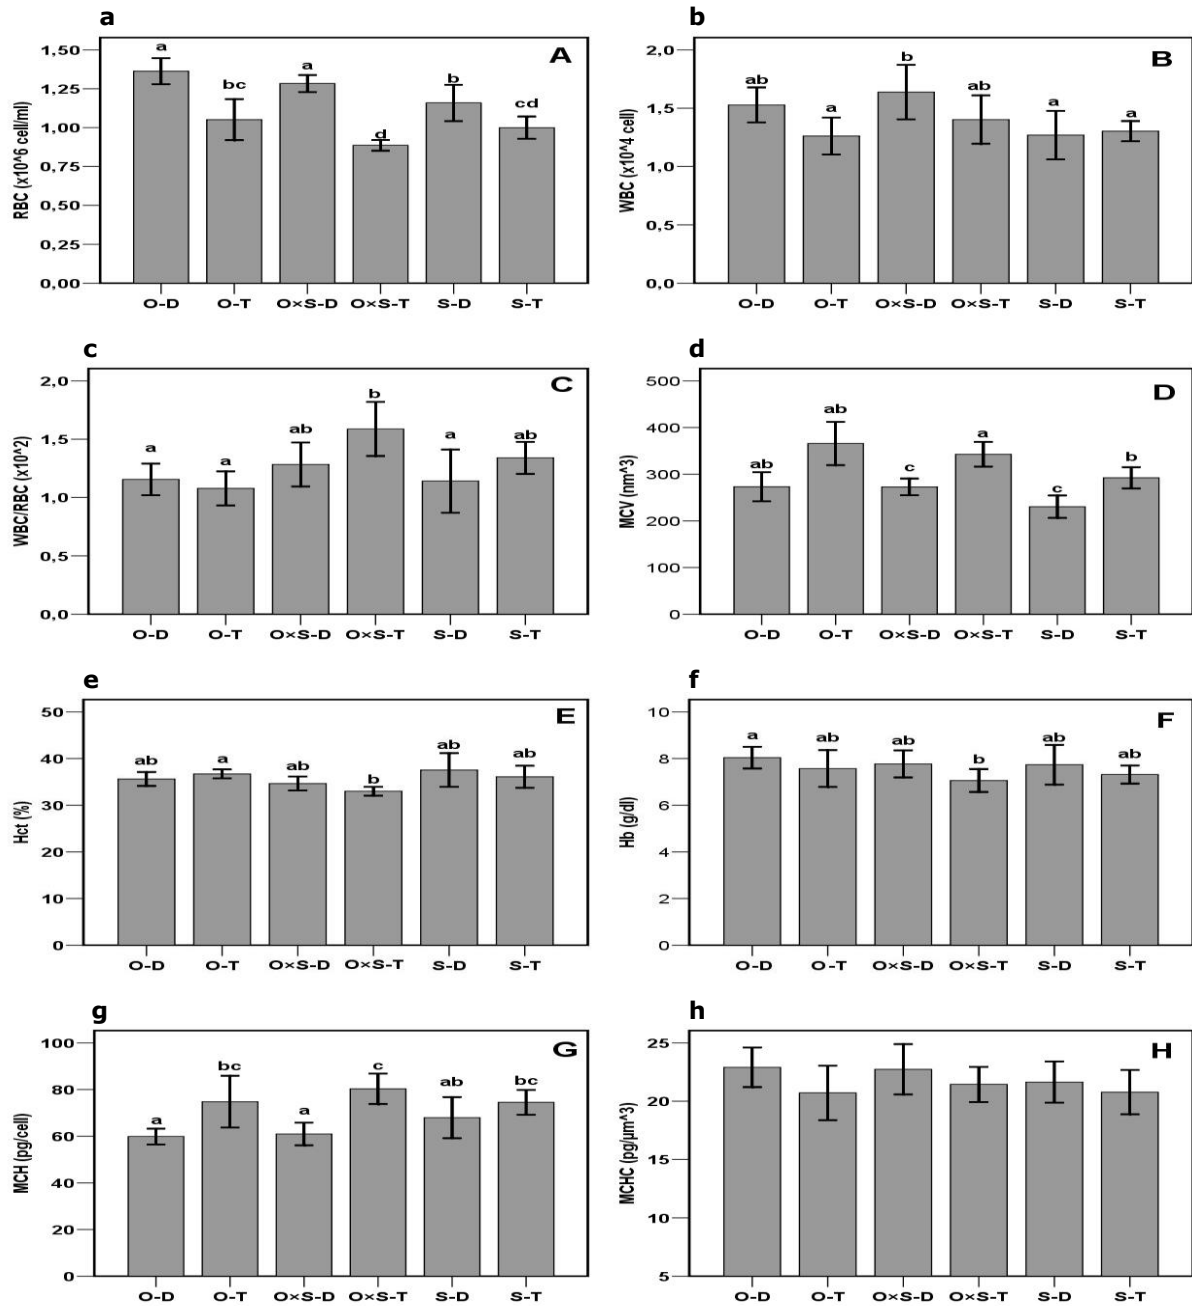 a
1,50
1,25
1,00
0,75
0,50
0,25
0,00
RBC (x10^6 cell/ml)
A
a
bc
a
d
b
cd
O-D O-T O×S-D O×S-T S-D S-T
b
2,0
1,5
1,0
0,5
0,0
WBC (x10^4 cell)
B
ab
a
b
ab
a
a
O-D O-T O×S-D O×S-T S-D S-T
c
2,0
1,5
1,0
0,5
0,0
WBC/RBC (x10^2)
C
a
a
ab
b
a
ab
O-D O-T O×S-D O×S-T S-D S-T
d
500
400
300
200
100
0
MCV (nm^3)
D
ab
ab
c
a
c
b
O-D O-T O×S-D O×S-T S-D S-T
e
50
40
30
20
10
0
Hct (%)
E
ab
a
ab
b
ab
ab
O-D O-T O×S-D O×S-T S-D S-T
f
10
8
6
4
2
0
Hb (g/dl)
F
a
ab
ab
b
ab
ab
O-D O-T O×S-D O×S-T S-D S-T
g
100
80
60
40
20
0
MCH (pg/cell)
G
a
bc
a
c
ab
bc
O-D O-T O×S-D O×S-T S-D S-T
h
25
20
15
10
5
MCHC (pg/µm^3)
H
O-D O-T O×S-D O×S-T S-D S-T